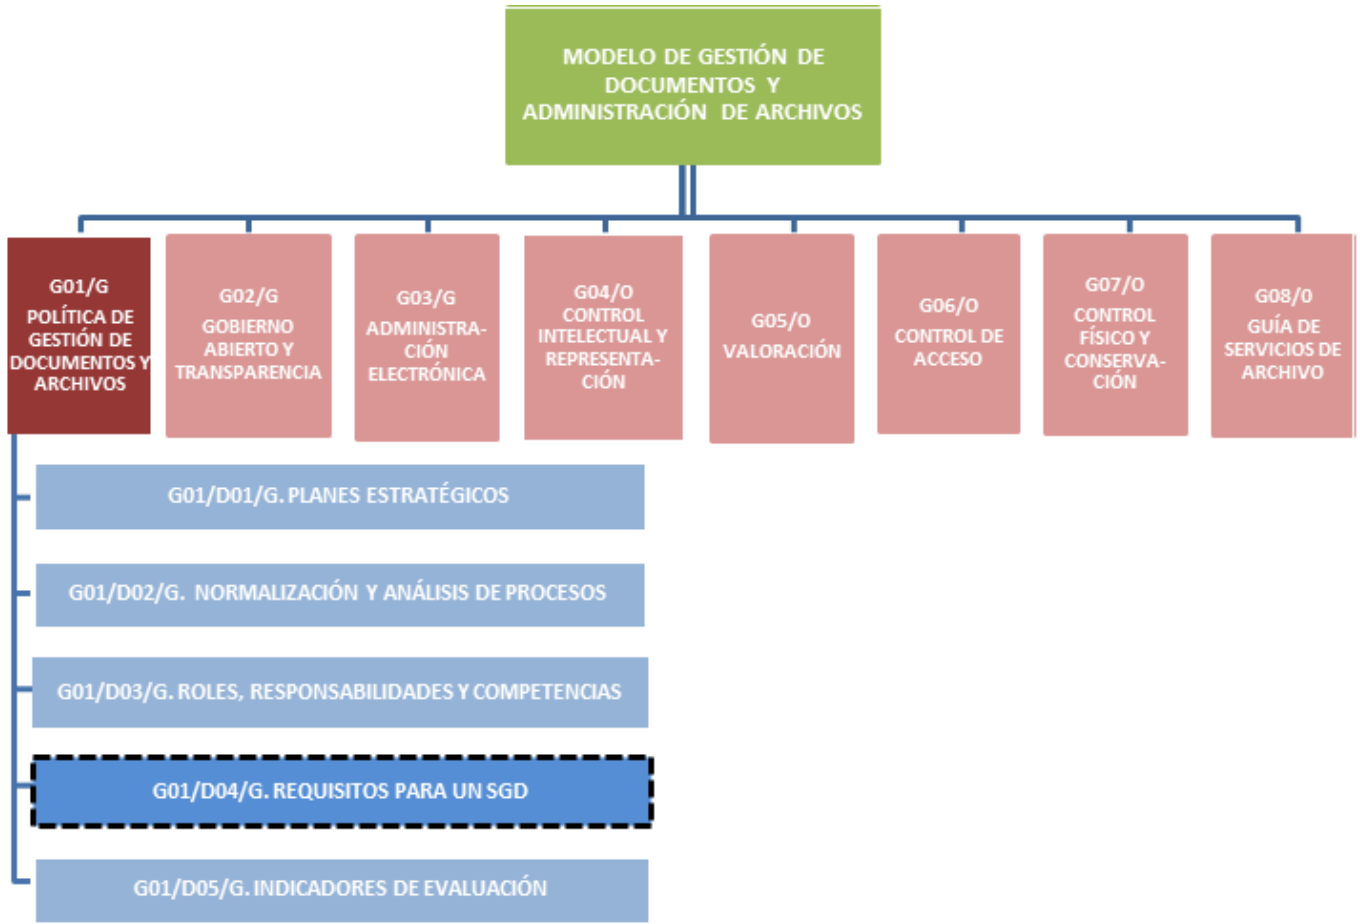 MODELO DE GESTIÓN DE
DOCUMENTOS Y
ADMINISTRACIÓN DE ARCHIVOS
G01/G
POLÍTICA DE
GESTIÓN DE
DOCUMENTOS Y
ARCHIVOS
G02/G
GOBIERNO
ABIERTO Y
TRANSPARENCIA
G03/G
ADMINISTRA-
CIÓN
ELECTRÓNICA
G04/O
CONTROL
INTELECTUAL Y
REPRESENTA-
CIÓN
G05/O
VALORACIÓN
G06/O
CONTROL DE
ACCESO
G07/O
CONTROL
FÍSICO Y
CONSERVA-
CIÓN
G08/0
GUÍA DE
SERVICIOS DE
ARCHIVO
G01/D01/G. PLANES ESTRATÉGICOS
G01/D02/G. NORMALIZACIÓN Y ANÁLISIS DE PROCESOS
G01/D03/G. ROLES, RESPONSABILIDADES Y COMPETENCIAS
G01/D04/G. REQUISITOS PARA UN SGD
G01/D05/G. INDICADORES DE EVALUACIÓN